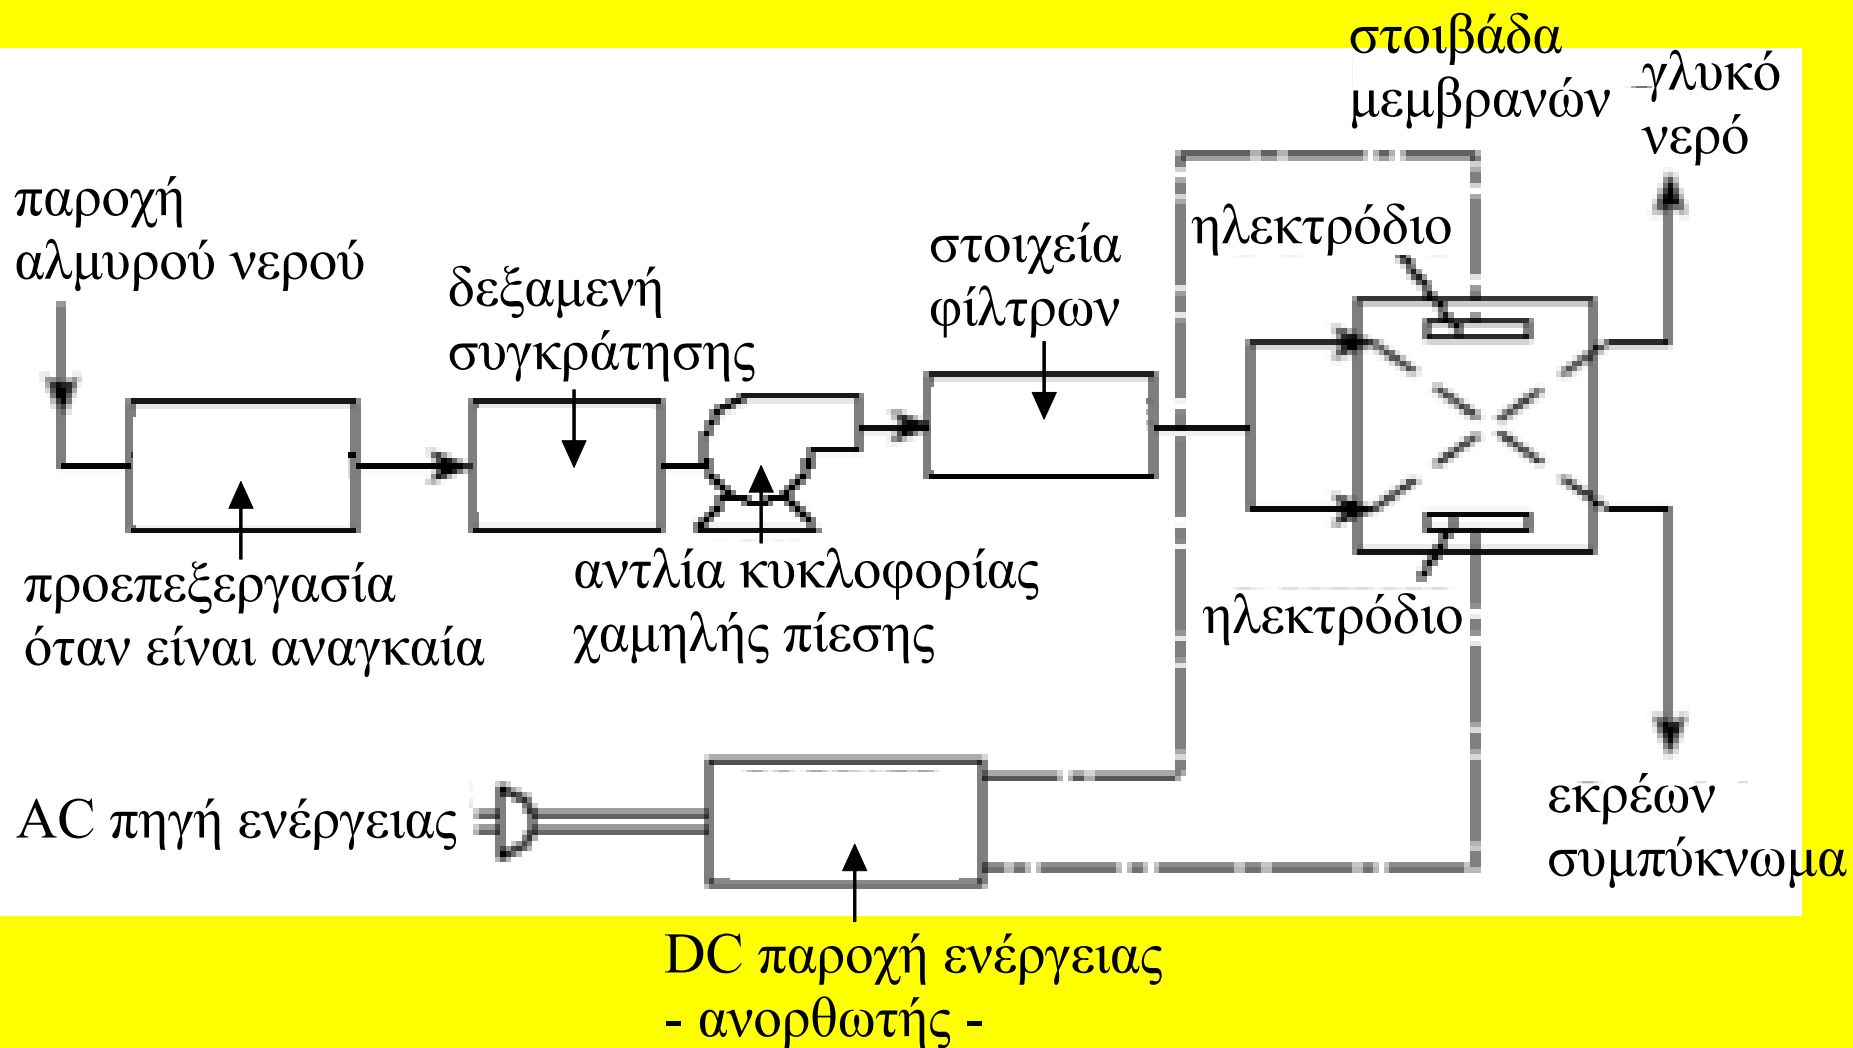 στοιβάδα
μεμβρανών
γλυκό
νερό
παροχή
αλμυρού νερού
ηλεκτρόδιο
στοιχεία
φίλτρων
δεξαμενή
συγκράτησης
προεπεξεργασία
όταν είναι αναγκαία
αντλία κυκλοφορίας
χαμηλής πίεσης
ηλεκτρόδιο
AC πηγή ενέργειας
εκρέων
συμπύκνωμα
DC παροχή ενέργειας
- ανορθωτής -